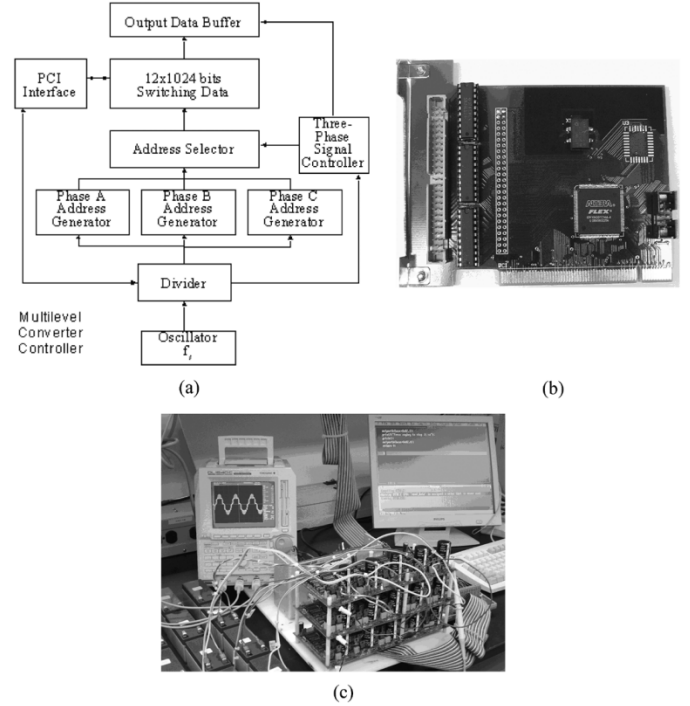 Output Data Buffer
PCI
Interface
12x1024 bits
Switching Data
Three-
Phase
Signal
Controller
Address Selector
Phase A
Address
Generator
Phase B
Address
Generator
Phase C
Address
Generator
Divider
Multilevel
Converter
Controller
Oscillator
(a)
(b)
FLEX
(c)